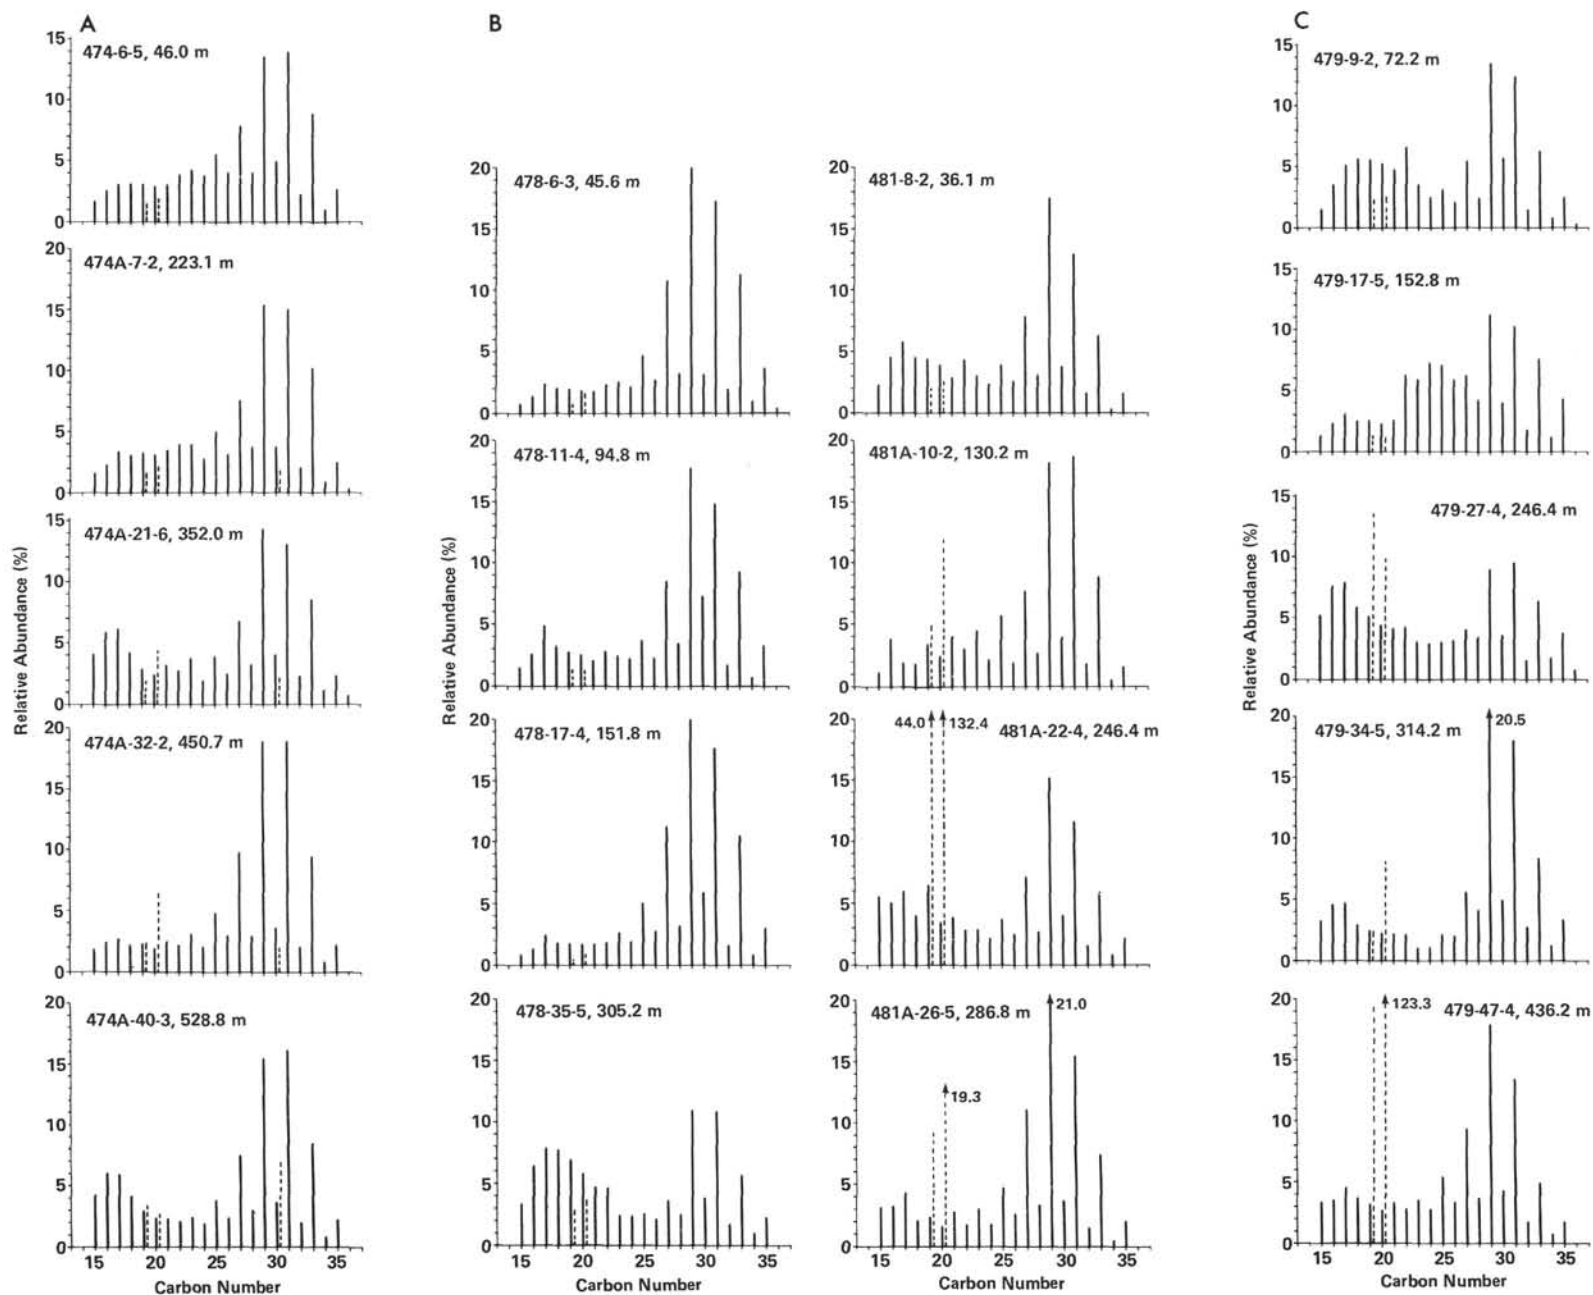 A
474-6-5, 46.0 m
15
10
5
0
474A-7-2, 223.1 m
20
15
10
5
0
474A-21-6, 352.0 m
15
10
5
0
474A-32-2, 450.7 m
20
15
10
5
0
474A-40-3, 528.8 m
20
15
10
5
0
15 20 25 30 35
Carbon Number
Relative Abundance (%)
B
478-6-3, 45.6 m
20
15
10
5
0
478-11-4, 94.8 m
20
15
10
5
0
478-17-4, 151.8 m
20
15
10
5
0
478-35-5, 305.2 m
20
15
10
5
0
15 20 25 30 35
Carbon Number
Relative Abundance (%)
481-8-2, 36.1 m
20
15
10
5
0
481A-10-2, 130.2 m
20
15
10
5
0
44.0 132.4
481A-22-4, 246.4 m
20
15
10
5
0
481A-26-5, 286.8 m
21.0
19.3
20
15
10
5
0
15 20 25 30 35
Carbon Number
C
479-9-2, 72.2 m
15
10
5
0
479-17-5, 152.8 m
15
10
5
0
479-27-4, 246.4 m
15
10
5
0
479-34-5, 314.2 m
20.5
20
15
10
5
0
123.3
479-47-4, 436.2 m
20
15
10
5
0
15 20 25 30 35
Carbon Number
Relative Abundance (%)